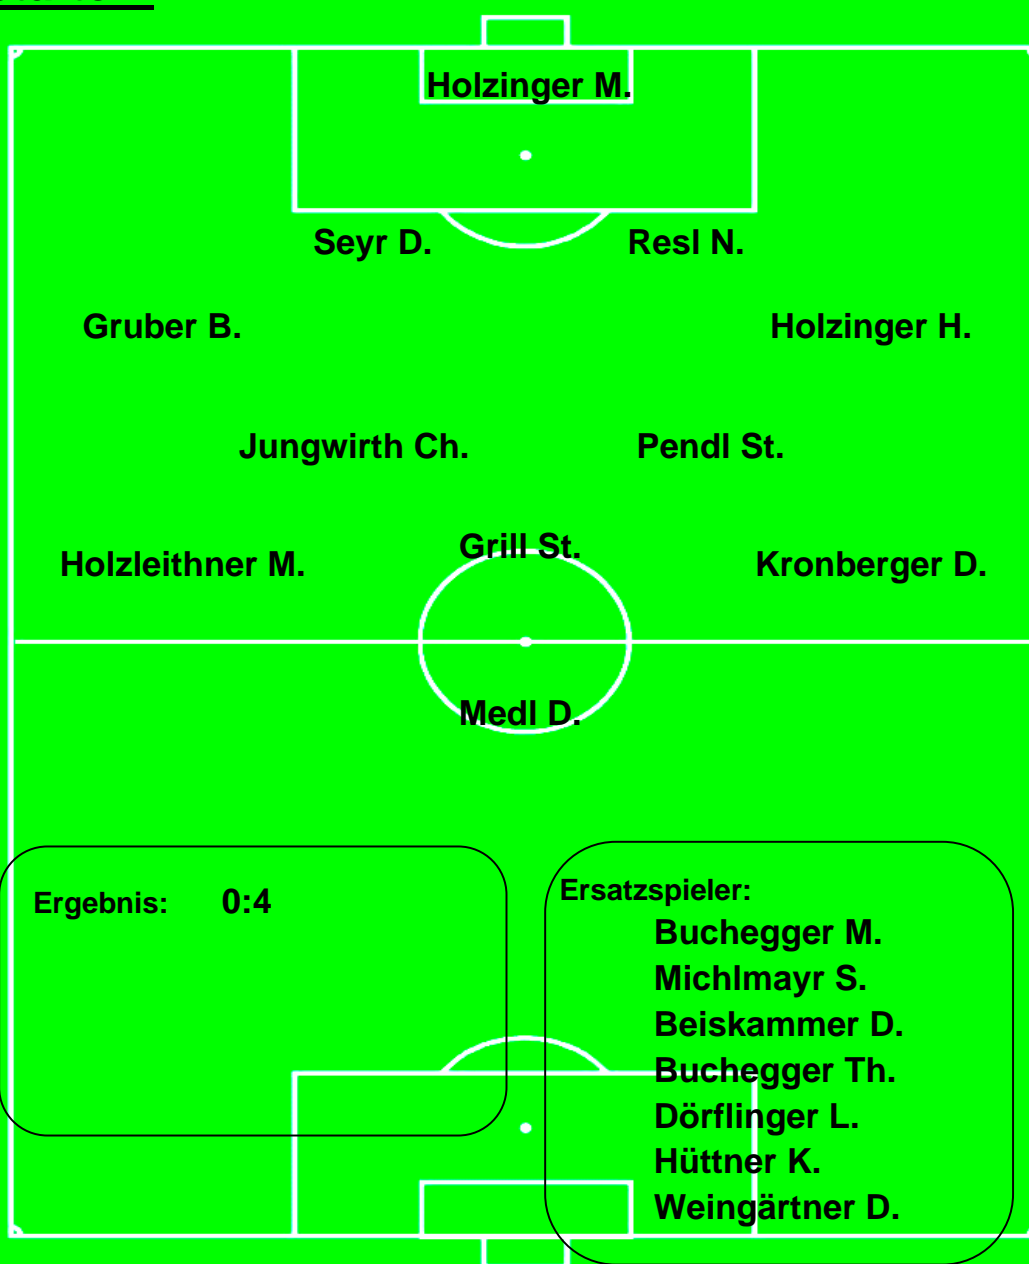 Holzinger M.
Seyr D. Resl N.
Gruber B. Holzinger H.
Jungwirth Ch. Pendl St.
Grill St.
Holzleithner M. Kronberger D.
Medl D.
Ergebnis: 0:4
Ersatzspieler:
Buchegger M.
Michlmayr S.
Beiskammer D.
Buchegger Th.
Dörflinger L.
Hüttner K.
Weingärtner D.